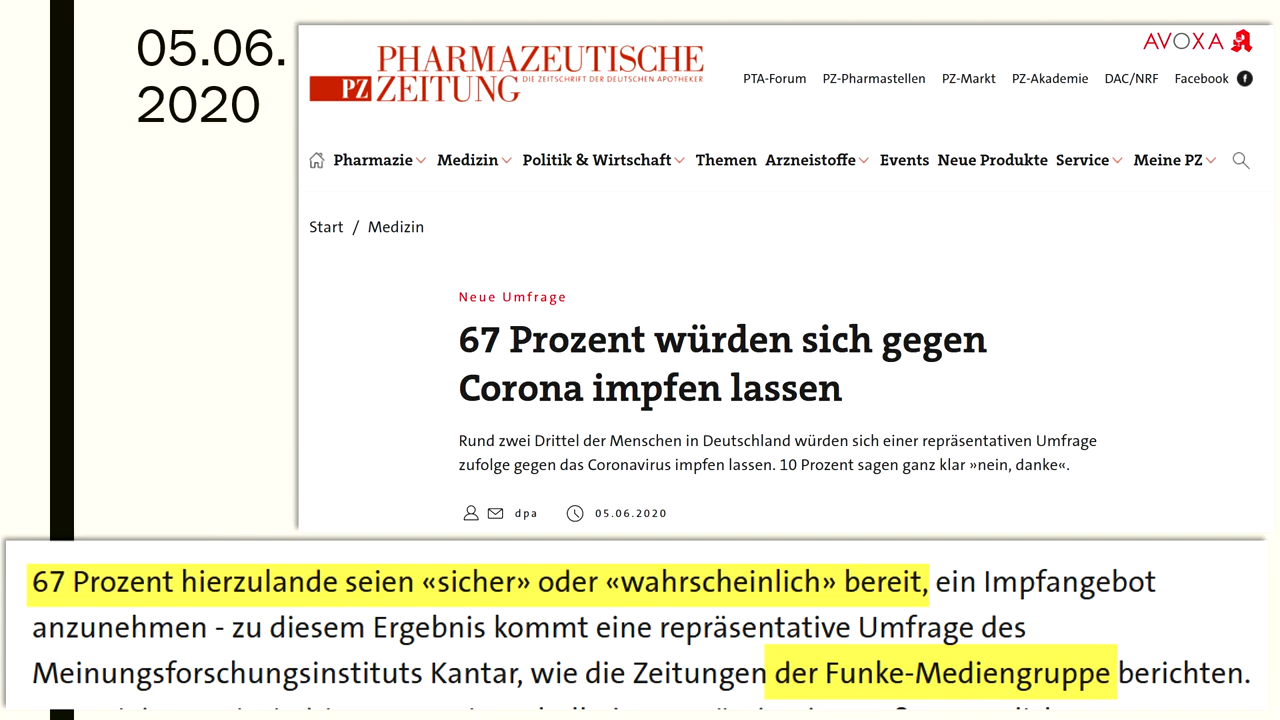 05.06.
2020
AVOXA
PHARMAZEUTISCHE
PZ ZEITUNG DIE ZEITSCHRIFT DER DEUTSCHEN APOTHEKER
PTA-Forum PZ-Pharmastellen PZ-Markt PZ-Akademie DAC/NRF Facebook
Pharmazie Medizin Politik & Wirtschaft Themen Arzneistoffe Events Neue Produkte Service Meine PZ
Start / Medizin
Neue Umfrage
67 Prozent würden sich gegen
Corona impfen lassen
Rund zwei Drittel der Menschen in Deutschland würden sich einer repräsentativen Umfrage
zufolge gegen das Coronavirus impfen lassen. 10 Prozent sagen ganz klar »nein, danke«.
dpa 05.06.2020
67 Prozent hierzulande seien «sicher» oder «wahrscheinlich» bereit, ein Impfangebot
anzunehmen - zu diesem Ergebnis kommt eine repräsentative Umfrage des
Meinungsforschungsinstituts Kantar, wie die Zeitungen der Funke-Mediengruppe berichten.